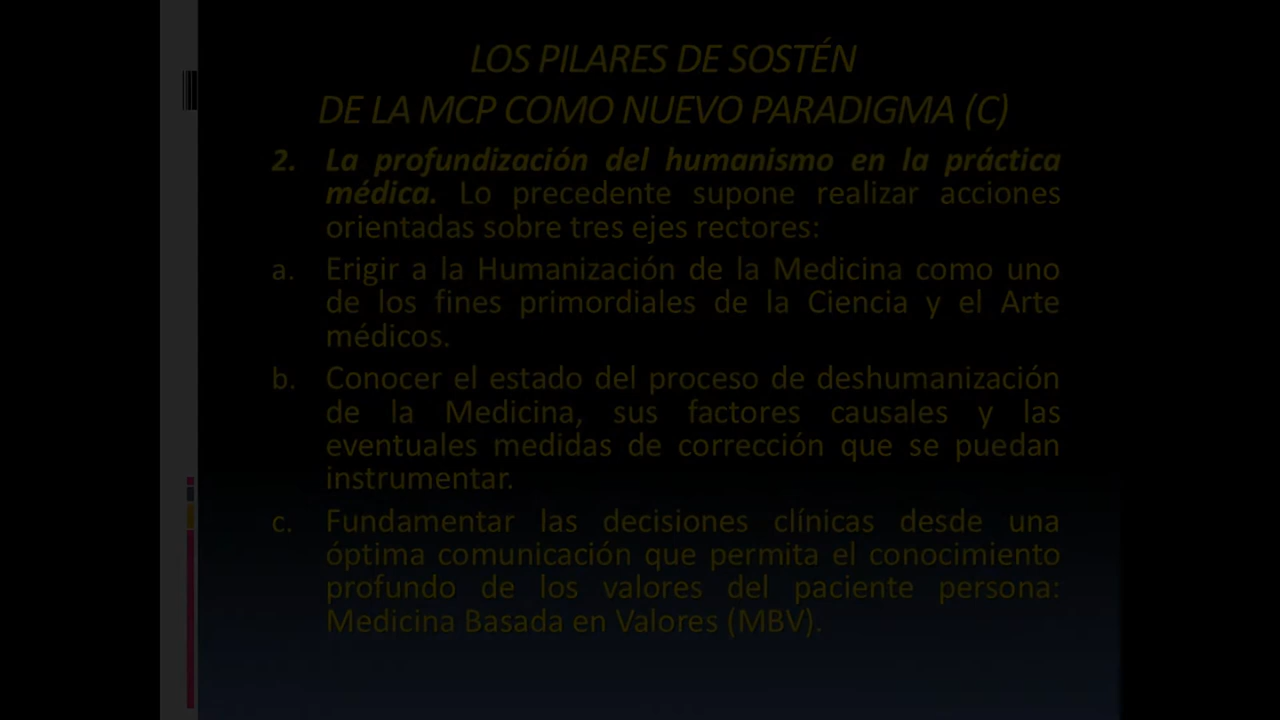 LOS PILARES DE SOSTÉN
DE LA MCP COMO NUEVO PARADIGMA (C)
2. La profundización del humanismo en la práctica
médica. Lo precedente supone realizar acciones
orientadas sobre tres ejes rectores:
a. Erigir a la Humanización de la Medicina como uno
de los fines primordiales de la Ciencia y el Arte
médicos.
b. Conocer el estado del proceso de deshumanización
de la Medicina, sus factores causales y las
eventuales medidas de corrección que se puedan
instrumentar.
c. Fundamentar las decisiones clínicas desde una
óptima comunicación que permita el conocimiento
profundo de los valores del paciente persona:
Medicina Basada en Valores (MBV).